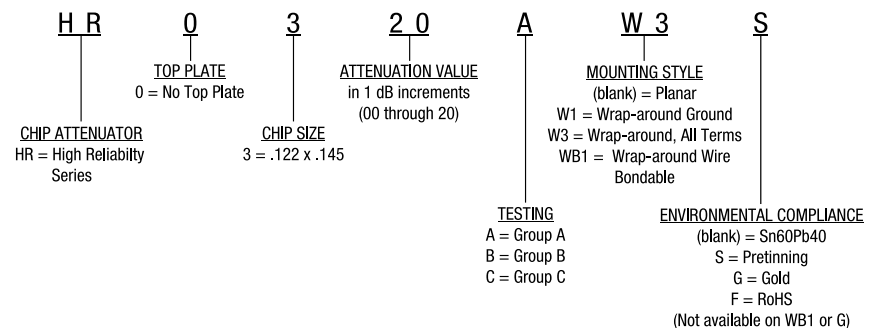 HR 0 3 20 A W3 S
TOP PLATE
0 = No Top Plate
ATTENUATION VALUE
in 1 dB increments
(00 through 20)
MOUNTING STYLE
(blank) = Planar
W1 = Wrap-around Ground
W3 = Wrap-around, All Terms
WB1 = Wrap-around Wire
Bondable
CHIP ATTENUATOR
HR = High Reliabilty
Series
CHIP SIZE
3 = .122 x .145
TESTING
A = Group A
B = Group B
C = Group C
ENVIRONMENTAL COMPLIANCE
(blank) = Sn60Pb40
S = Pretinning
G = Gold
F = RoHS
(Not available on WB1 or G)